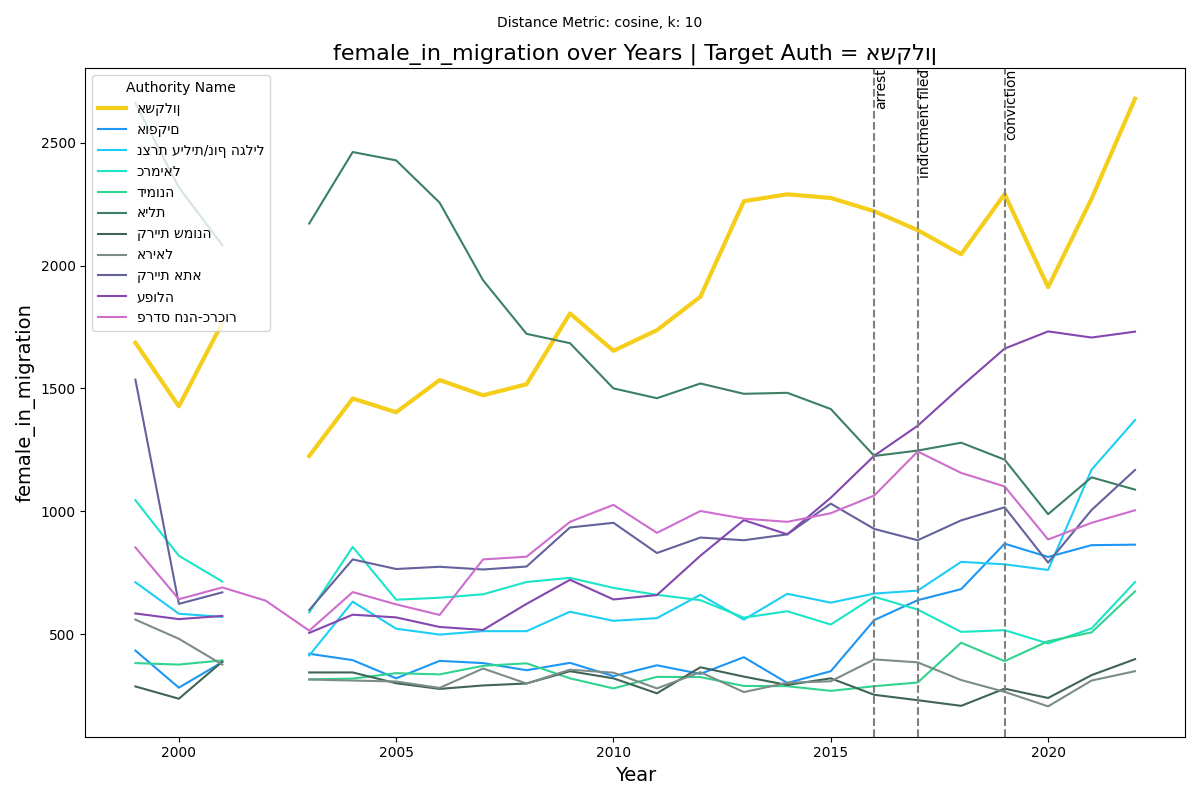 Distance Metric: cosine, k: 10
female_in_migration over Years | Target Auth = אשקלון
Authority Name
אשקלון
אופקים
נצרת עילית/נוף הגליל
כרמיאל
דימונה
אילת
קריית שמונה
אריאל
קריית אתא
עפולה
פרדס חנה-כרכור
arrest
indictment filed
conviction
female_in_migration
2500
2000
1500
1000
500
2000
2005
2010
2015
2020
Year